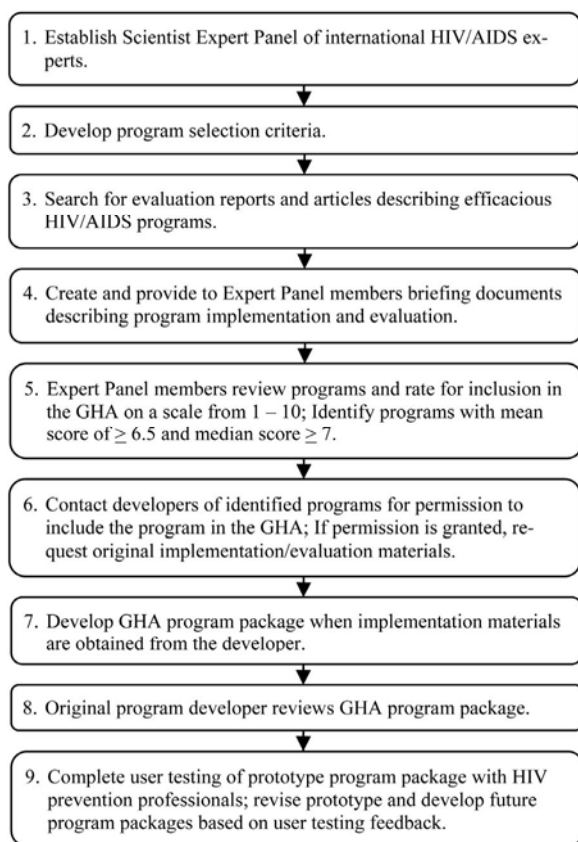 1. Establish Scientist Expert Panel of international HIV/AIDS ex-
perts.
2. Develop program selection criteria.
3. Search for evaluation reports and articles describing efficacious
HIV/AIDS programs.
4. Create and provide to Expert Panel members briefing documents
describing program implementation and evaluation.
5. Expert Panel members review programs and rate for inclusion in
the GHA on a scale from 1 – 10; Identify programs with mean
score of ≥ 6.5 and median score ≥ 7.
6. Contact developers of identified programs for permission to
include the program in the GHA; If permission is granted, re-
quest original implementation/evaluation materials.
7. Develop GHA program package when implementation materials
are obtained from the developer.
8. Original program developer reviews GHA program package.
9. Complete user testing of prototype program package with HIV
prevention professionals; revise prototype and develop future
program packages based on user testing feedback.